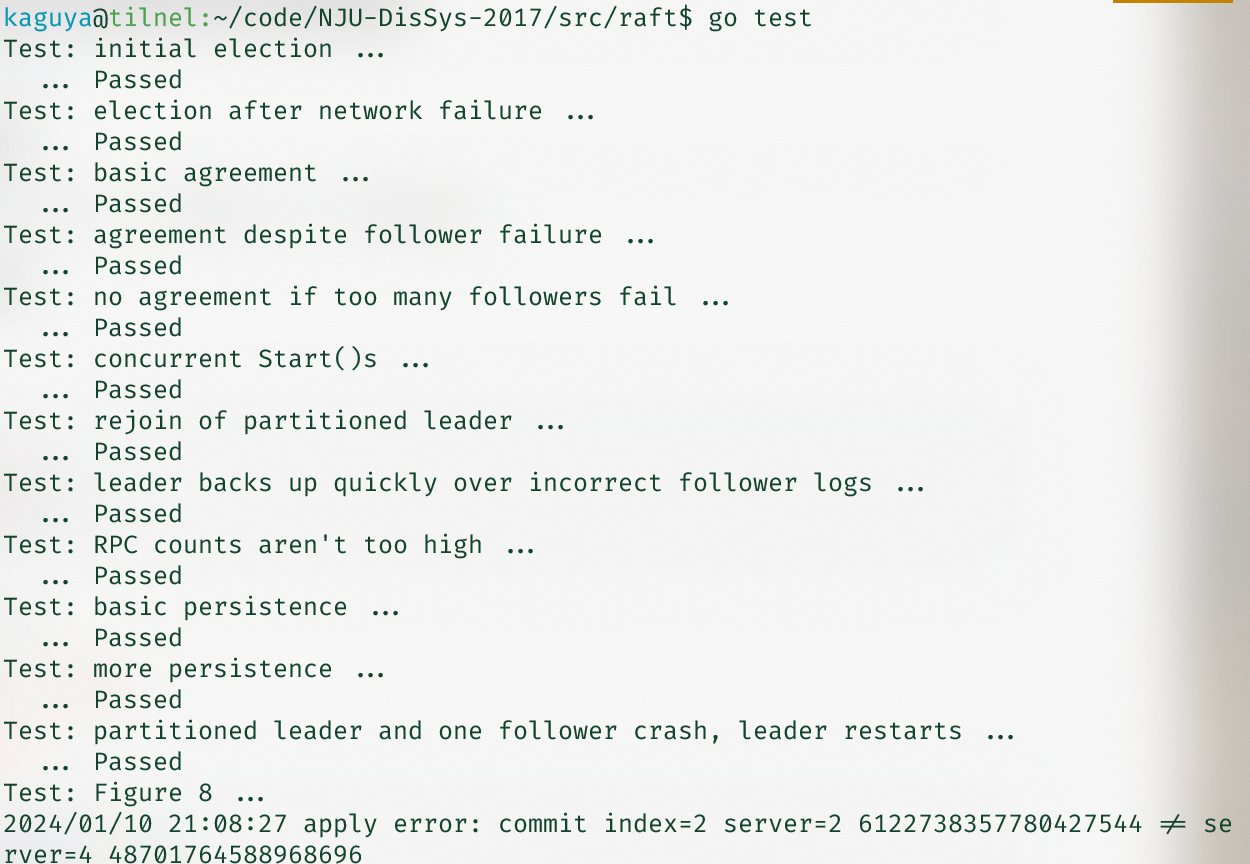 kaguya@tilnel:~/code/NJU-DisSys-2017/src/raft$ go test
Test: initial election ...
  ... Passed
Test: election after network failure ...
  ... Passed
Test: basic agreement ...
  ... Passed
Test: agreement despite follower failure ...
  ... Passed
Test: no agreement if too many followers fail ...
  ... Passed
Test: concurrent Start()s ...
  ... Passed
Test: rejoin of partitioned leader ...
  ... Passed
Test: leader backs up quickly over incorrect follower logs ...
  ... Passed
Test: RPC counts aren't too high ...
  ... Passed
Test: basic persistence ...
  ... Passed
Test: more persistence ...
  ... Passed
Test: partitioned leader and one follower crash, leader restarts ...
  ... Passed
Test: Figure 8 ...
2024/01/10 21:08:27 apply error: commit index=2 server=2 6122738357780427544 != se
rver=4 48701764588968696